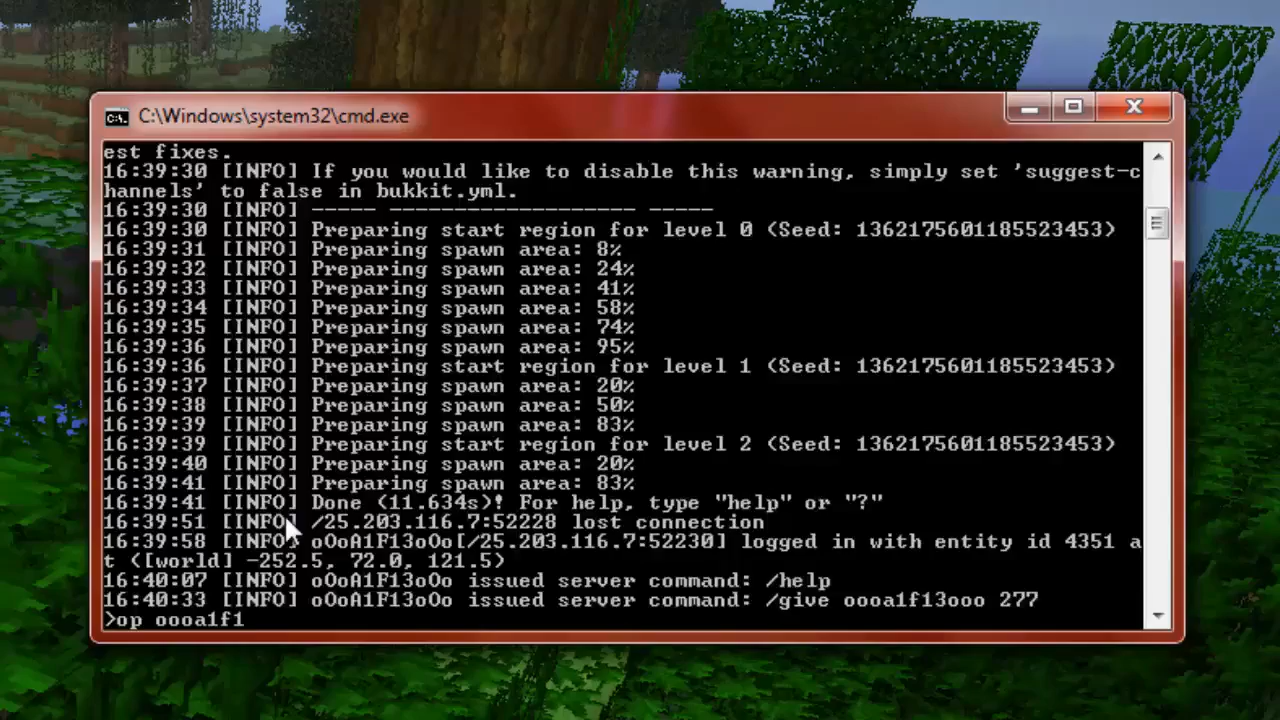 C:\Windows\system32\cmd.exe
est fixes.
16:39:30 [INFO] If you would like to disable this warning, simply set 'suggest-c
hannels' to false in bukkit.yml.
16:39:30 [INFO] ----- ------------------- -----
16:39:30 [INFO] Preparing start region for level 0 (Seed: 1362175601185523453)
16:39:31 [INFO] Preparing spawn area: 8%
16:39:32 [INFO] Preparing spawn area: 24%
16:39:33 [INFO] Preparing spawn area: 41%
16:39:34 [INFO] Preparing spawn area: 58%
16:39:35 [INFO] Preparing spawn area: 74%
16:39:36 [INFO] Preparing spawn area: 95%
16:39:36 [INFO] Preparing start region for level 1 (Seed: 1362175601185523453)
16:39:37 [INFO] Preparing spawn area: 20%
16:39:38 [INFO] Preparing spawn area: 50%
16:39:39 [INFO] Preparing spawn area: 83%
16:39:39 [INFO] Preparing start region for level 2 (Seed: 1362175601185523453)
16:39:40 [INFO] Preparing spawn area: 20%
16:39:41 [INFO] Preparing spawn area: 83%
16:39:41 [INFO] Done (11.634s)! For help, type "help" or "?"
16:39:51 [INFO] /25.203.116.7:52228 lost connection
16:39:58 [INFO] oOoA1F13oOo[/25.203.116.7:52230] logged in with entity id 4351 a
t ([world] -252.5, 72.0, 121.5)
16:40:07 [INFO] oOoA1F13oOo issued server command: /help
16:40:33 [INFO] oOoA1F13oOo issued server command: /give oooa1f13ooo 277
>op oooa1f1